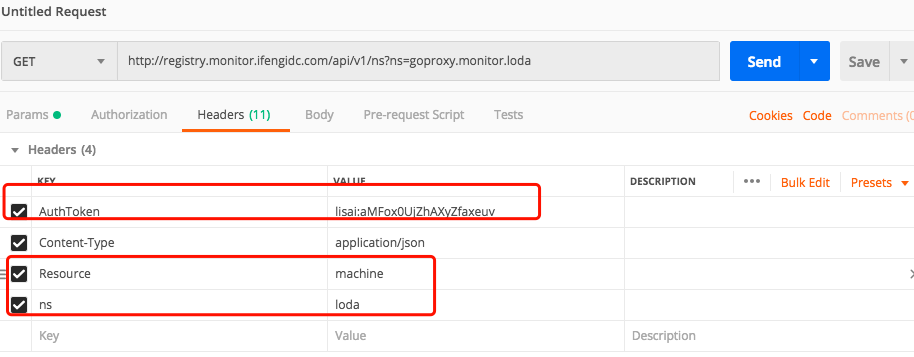 Untitled Request
GET http://registry.monitor.ifengidc.com/api/v1/ns?ns=goproxy.monitor.loda Send Save
Params Authorization Headers (11) Body Pre-request Script Tests Cookies Code Comments (0
Headers (4)
KEY VALUE DESCRIPTION ••• Bulk Edit Presets
AuthToken lisai:aMFox0UjZhAXyZfaxeuv
Content-Type application/json
Resource machine
ns loda
Key Value Description